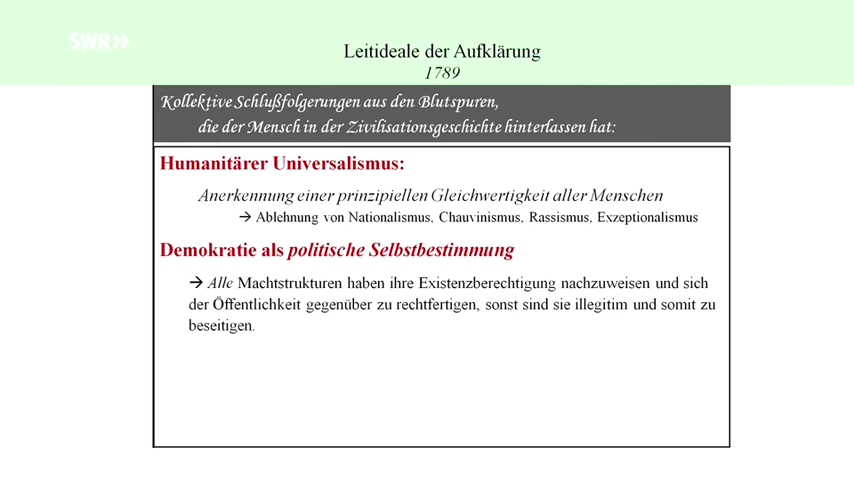 SWR»
Leitideale der Aufklärung
1789
Kollektive Schlußfolgerungen aus den Blutspuren,
die der Mensch in der Zivilisationsgeschichte hinterlassen hat:
Humanitärer Universalismus:
Anerkennung einer prinzipiellen Gleichwertigkeit aller Menschen
→ Ablehnung von Nationalismus, Chauvinismus, Rassismus, Exzeptionalismus
Demokratie als politische Selbstbestimmung
→ Alle Machtstrukturen haben ihre Existenzberechtigung nachzuweisen und sich
der Öffentlichkeit gegenüber zu rechtfertigen, sonst sind sie illegitim und somit zu
beseitigen.